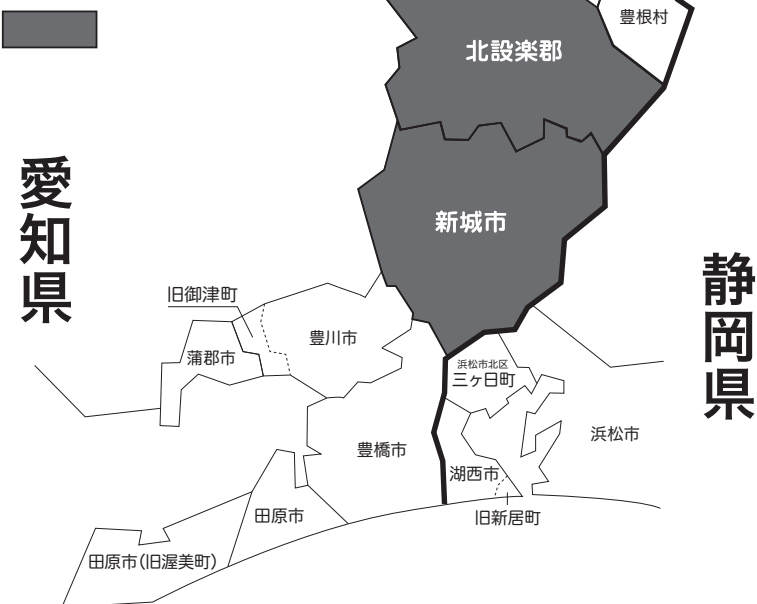 豊根村
北設楽郡
愛知県
新城市
静岡県
旧御津町
豊川市
蒲郡市
浜松市北区
三ヶ日町
浜松市
豊橋市
湖西市
田原市
旧新居町
田原市(旧渥美町)